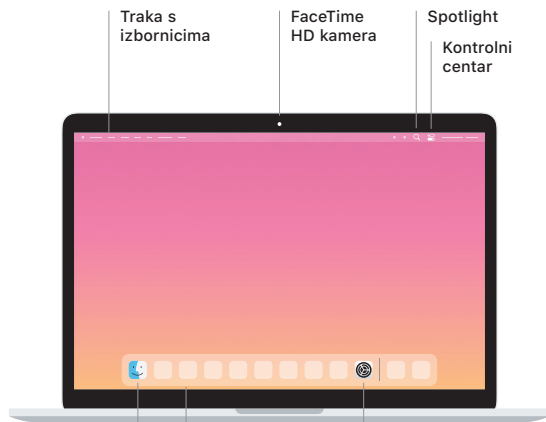 Traka s
izbornicima
FaceTime
HD kamera
Spotlight
Kontrolni
centar